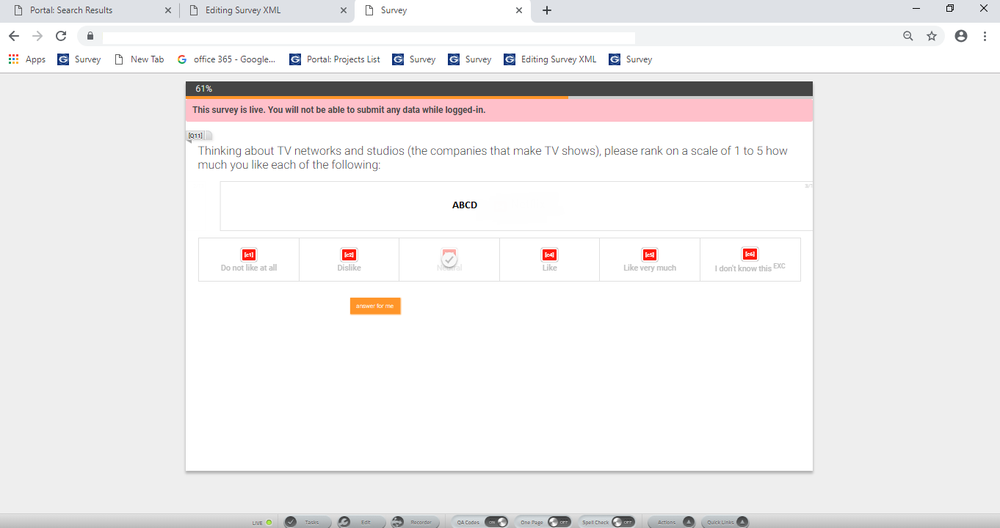 Portal: Search Results
Editing Survey XML
Survey
Apps
Survey
New Tab
office 365 - Google...
Portal: Projects List
Survey
Survey
Editing Survey XML
Survey
61%
This survey is live. You will not be able to submit any data while logged-in.
[Q11]
Thinking about TV networks and studios (the companies that make TV shows), please rank on a scale of 1 to 5 how
much you like each of the following:
ABCD
[c1]
[c2]
[c4]
[c5]
[c6]
Do not like at all
Dislike
Neutral
Like
Like very much
I don't know this EXC
answer for me
LIVE
Tasks
Edit
Recorder
QA Codes ON
One Page OFF
Spell Check OFF
Actions
Quick Links